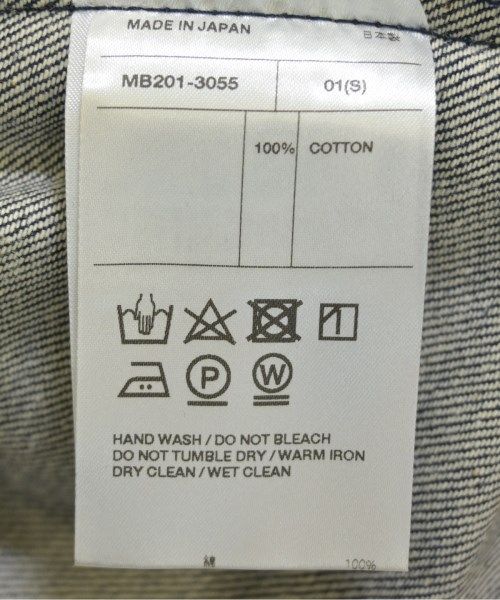 MADE IN JAPAN 日本製
MB201-3055 01(S)
100% COTTON
P W
HAND WASH / DO NOT BLEACH
DO NOT TUMBLE DRY / WARM IRON
DRY CLEAN / WET CLEAN
綿 100%